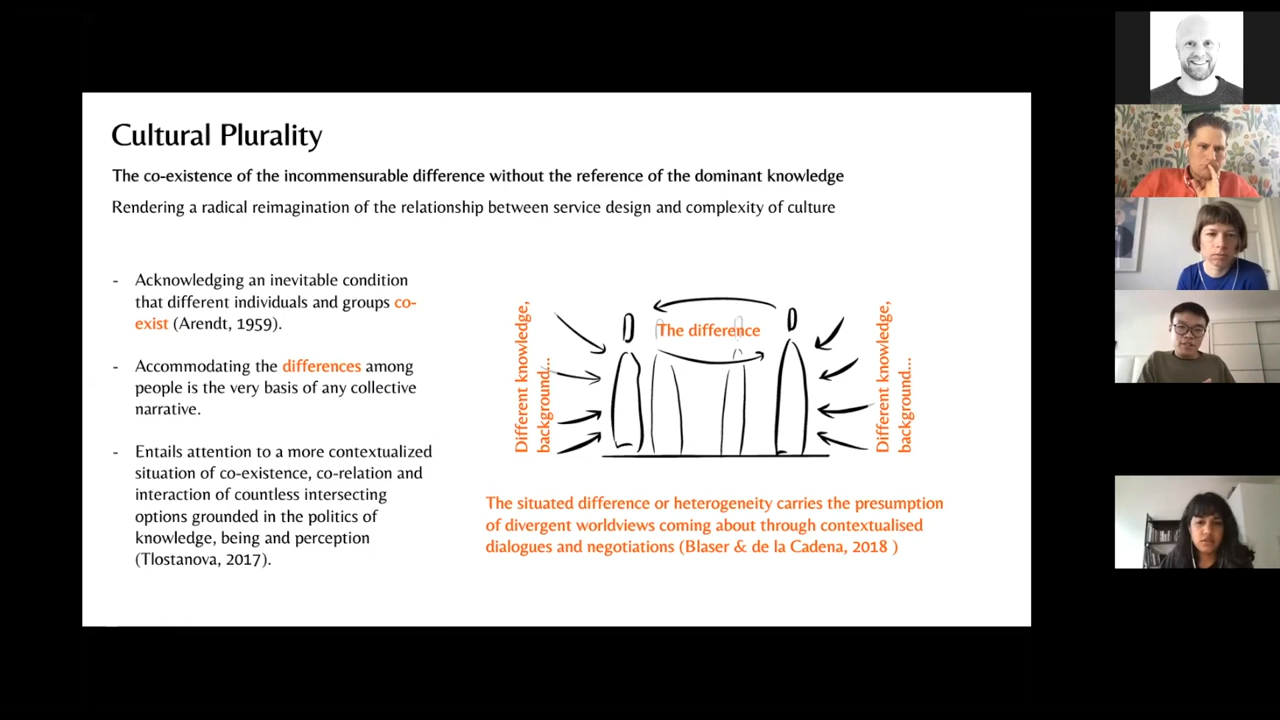 Cultural Plurality
The co-existence of the incommensurable difference without the reference of the dominant knowledge
Rendering a radical reimagination of the relationship between service design and complexity of culture
- Acknowledging an inevitable condition
that different individuals and groups co-
exist (Arendt, 1959).
- Accommodating the differences among
people is the very basis of any collective
narrative.
- Entails attention to a more contextualized
situation of co-existence, co-relation and
interaction of countless intersecting
options grounded in the politics of
knowledge, being and perception
(Tlostanova, 2017).
Different knowledge,
background...
The difference
Different knowledge,
background...
The situated difference or heterogeneity carries the presumption
of divergent worldviews coming about through contextualised
dialogues and negotiations (Blaser & de la Cadena, 2018 )